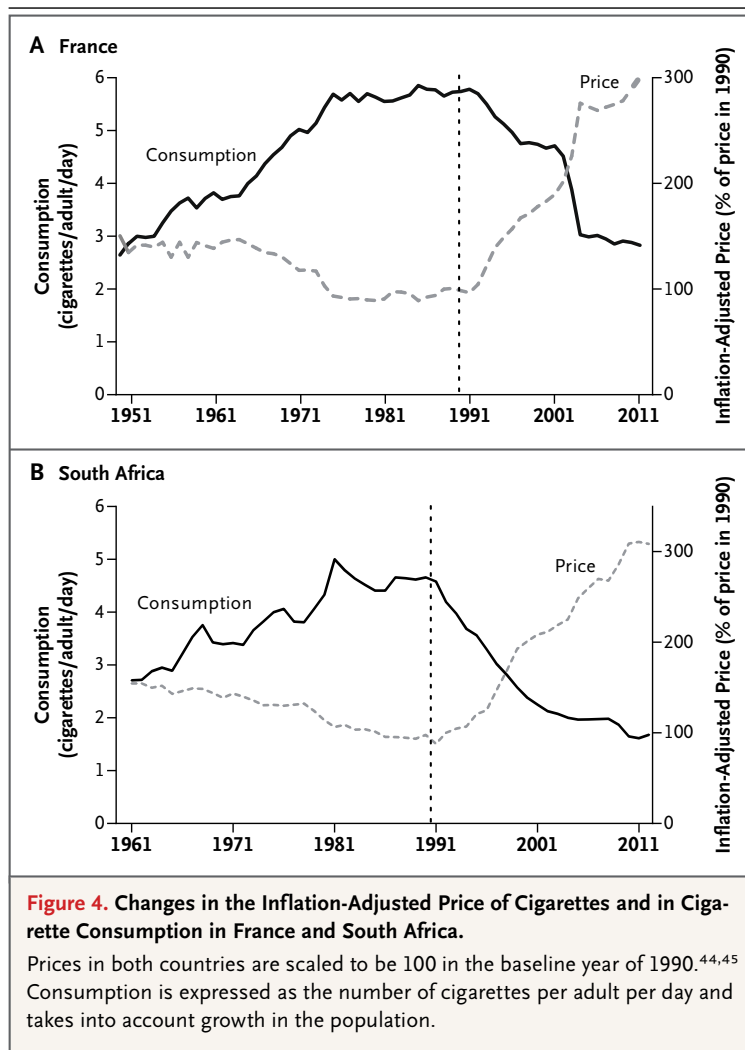 A France
Price
Consumption
6
5
4
3
2
1
0
300
200
100
0
Consumption
(cigarettes/adult/day)
Inflation-Adjusted Price (% of price in 1990)
1951 1961 1971 1981 1991 2001 2011
B South Africa
Consumption
Price
6
5
4
3
2
1
0
300
200
100
0
Consumption
(cigarettes/adult/day)
Inflation-Adjusted Price (% of price in 1990)
1961 1971 1981 1991 2001 2011
Figure 4. Changes in the Inflation-Adjusted Price of Cigarettes and in Ciga-
rette Consumption in France and South Africa.
Prices in both countries are scaled to be 100 in the baseline year of 1990.44,45
Consumption is expressed as the number of cigarettes per adult per day and
takes into account growth in the population.